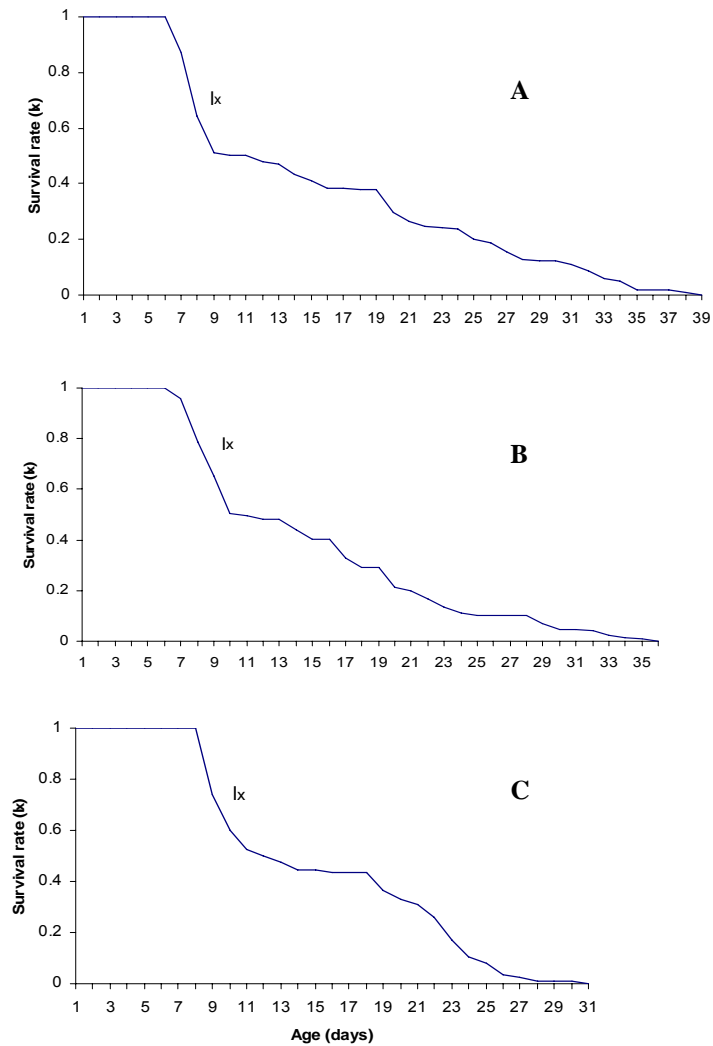 1
0.8
0.6
0.4
0.2
0
Survival rate (lx)
lx
A
1 3 5 7 9 11 13 15 17 19 21 23 25 27 29 31 33 35 37 39
1
0.8
0.6
0.4
0.2
0
Survival rate (lx)
lx
B
1 3 5 7 9 11 13 15 17 19 21 23 25 27 29 31 33 35
1
0.8
0.6
0.4
0.2
0
Survival rate (lx)
lx
C
1 3 5 7 9 11 13 15 17 19 21 23 25 27 29 31
Age (days)